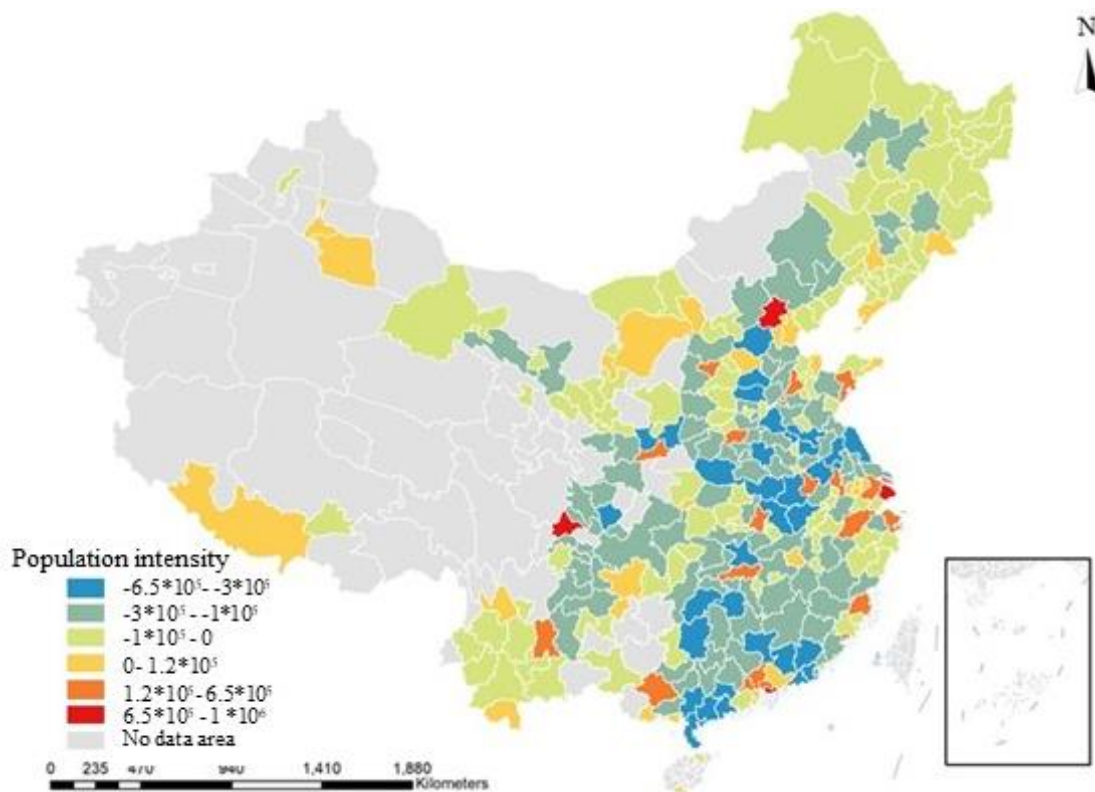 N
Population intensity
-6.5*10⁵- -3*10⁵
-3*10⁵ - -1*10⁵
-1*10⁵ - 0
0- 1.2*10⁵
1.2*10⁵-6.5*10⁵
6.5*10⁵ -1 *10⁶
No data area
0 235 470 940 1,410 1,880
Kilometers